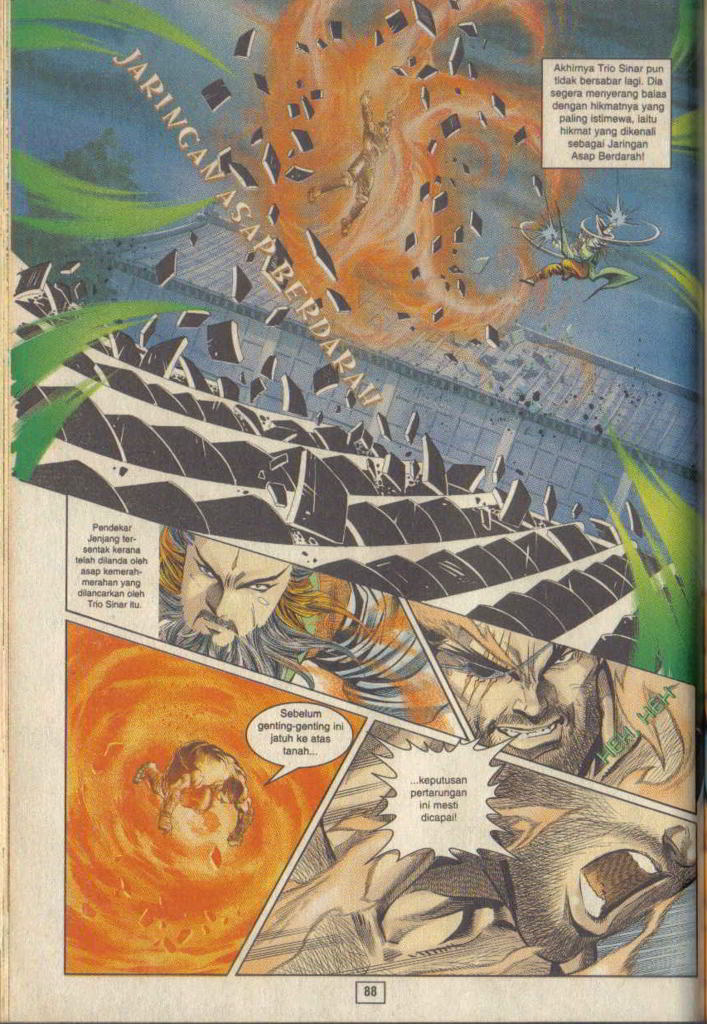 Akhirnya Trio Sinar pun
tidak bersabar lagi. Dia
segera menyerang balas
dengan hikmatnya yang
paling istimewa, iaitu
hikmat yang dikenali
sebagai Jaringan
Asap Berdarah!
JARINGAN ASAP BERDARAH!
Pendekar
Jenjang ter-
sentak kerana
telah dilanda oleh
asap kemerah-
merahan yang
dilancarkan oleh
Trio Sinar itu.
HEH, HEH
Sebelum
genting-genting ini
jatuh ke atas
tanah...
...keputusan
pertarungan
ini mesti
dicapai!
88